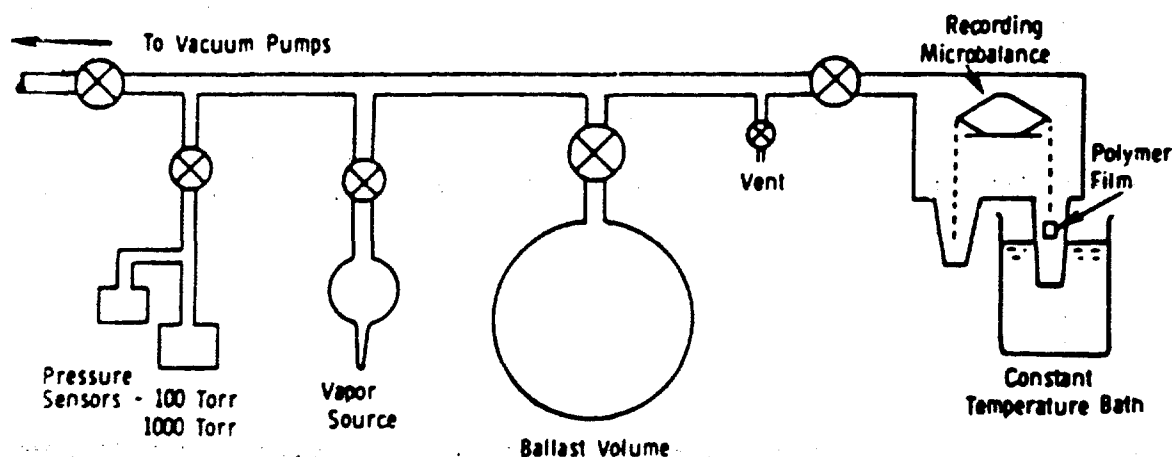 To Vacuum Pumps
Recording
Microbalance
Polymer
Film
Vent
Pressure
Sensors - 100 Torr
1000 Torr
Vapor
Source
Ballast Volume
Constant
Temperature Bath